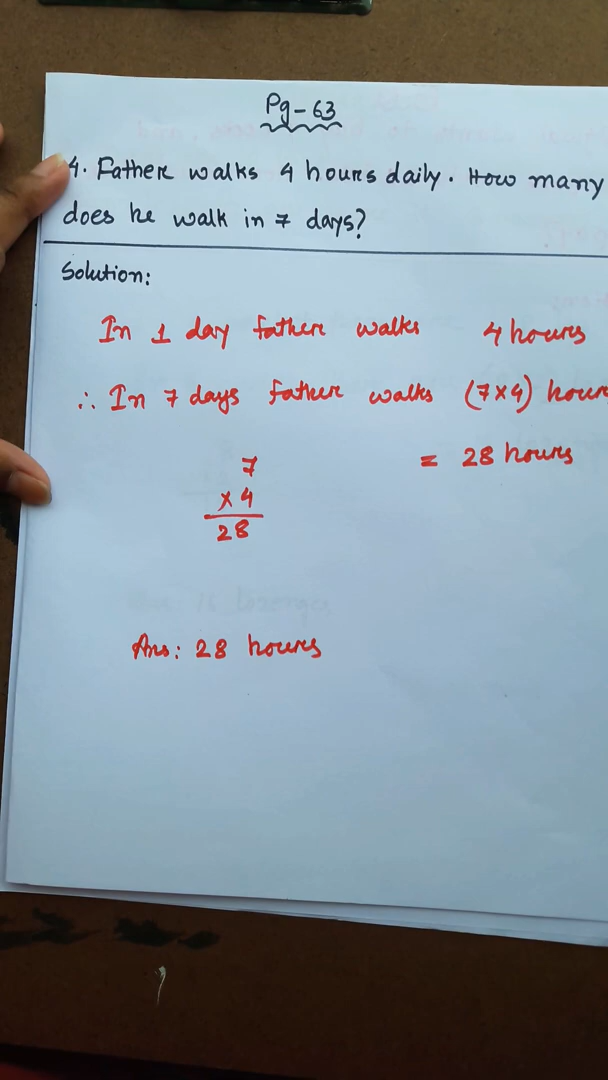 Pg-63
4. Father walks 4 hours daily. How many
does he walk in 7 days?
Solution:
In 1 day father walks 4 hours
∴ In 7 days father walks (7x4) hour
= 28 hours
7
x 4
28
Ans: 28 hours